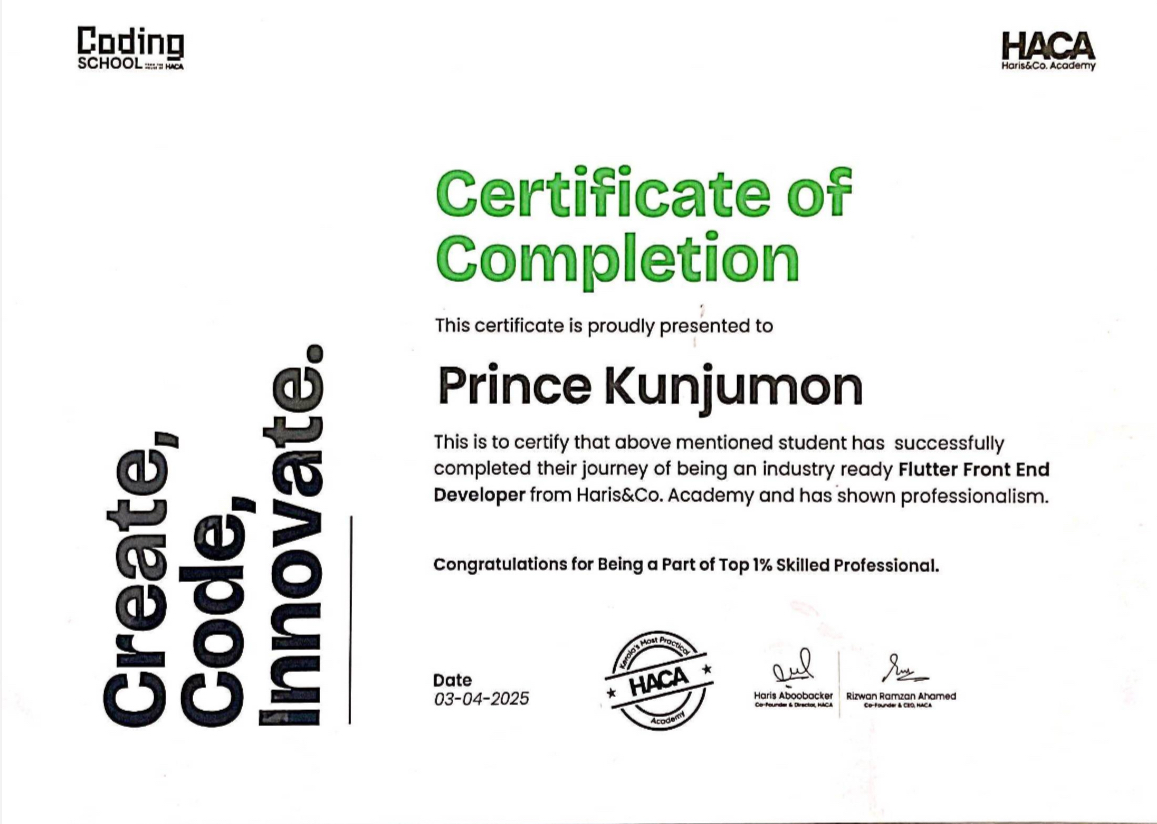 Coding
SCHOOL HACA
HACA
Haris&Co. Academy
Certificate of
Completion
This certificate is proudly presented to
Prince Kunjumon
This is to certify that above mentioned student has successfully
completed their journey of being an industry ready Flutter Front End
Developer from Haris&Co. Academy and has shown professionalism.
Congratulations for Being a Part of Top 1% Skilled Professional.
Create,
Code,
Innovate.
Date
03-04-2025
Kerala's Most Practical
HACA
Academy
Haris Aboobacker
Co-Founder & Director, HACA
Rizwan Ramzan Ahamed
Co-Founder & CEO, HACA